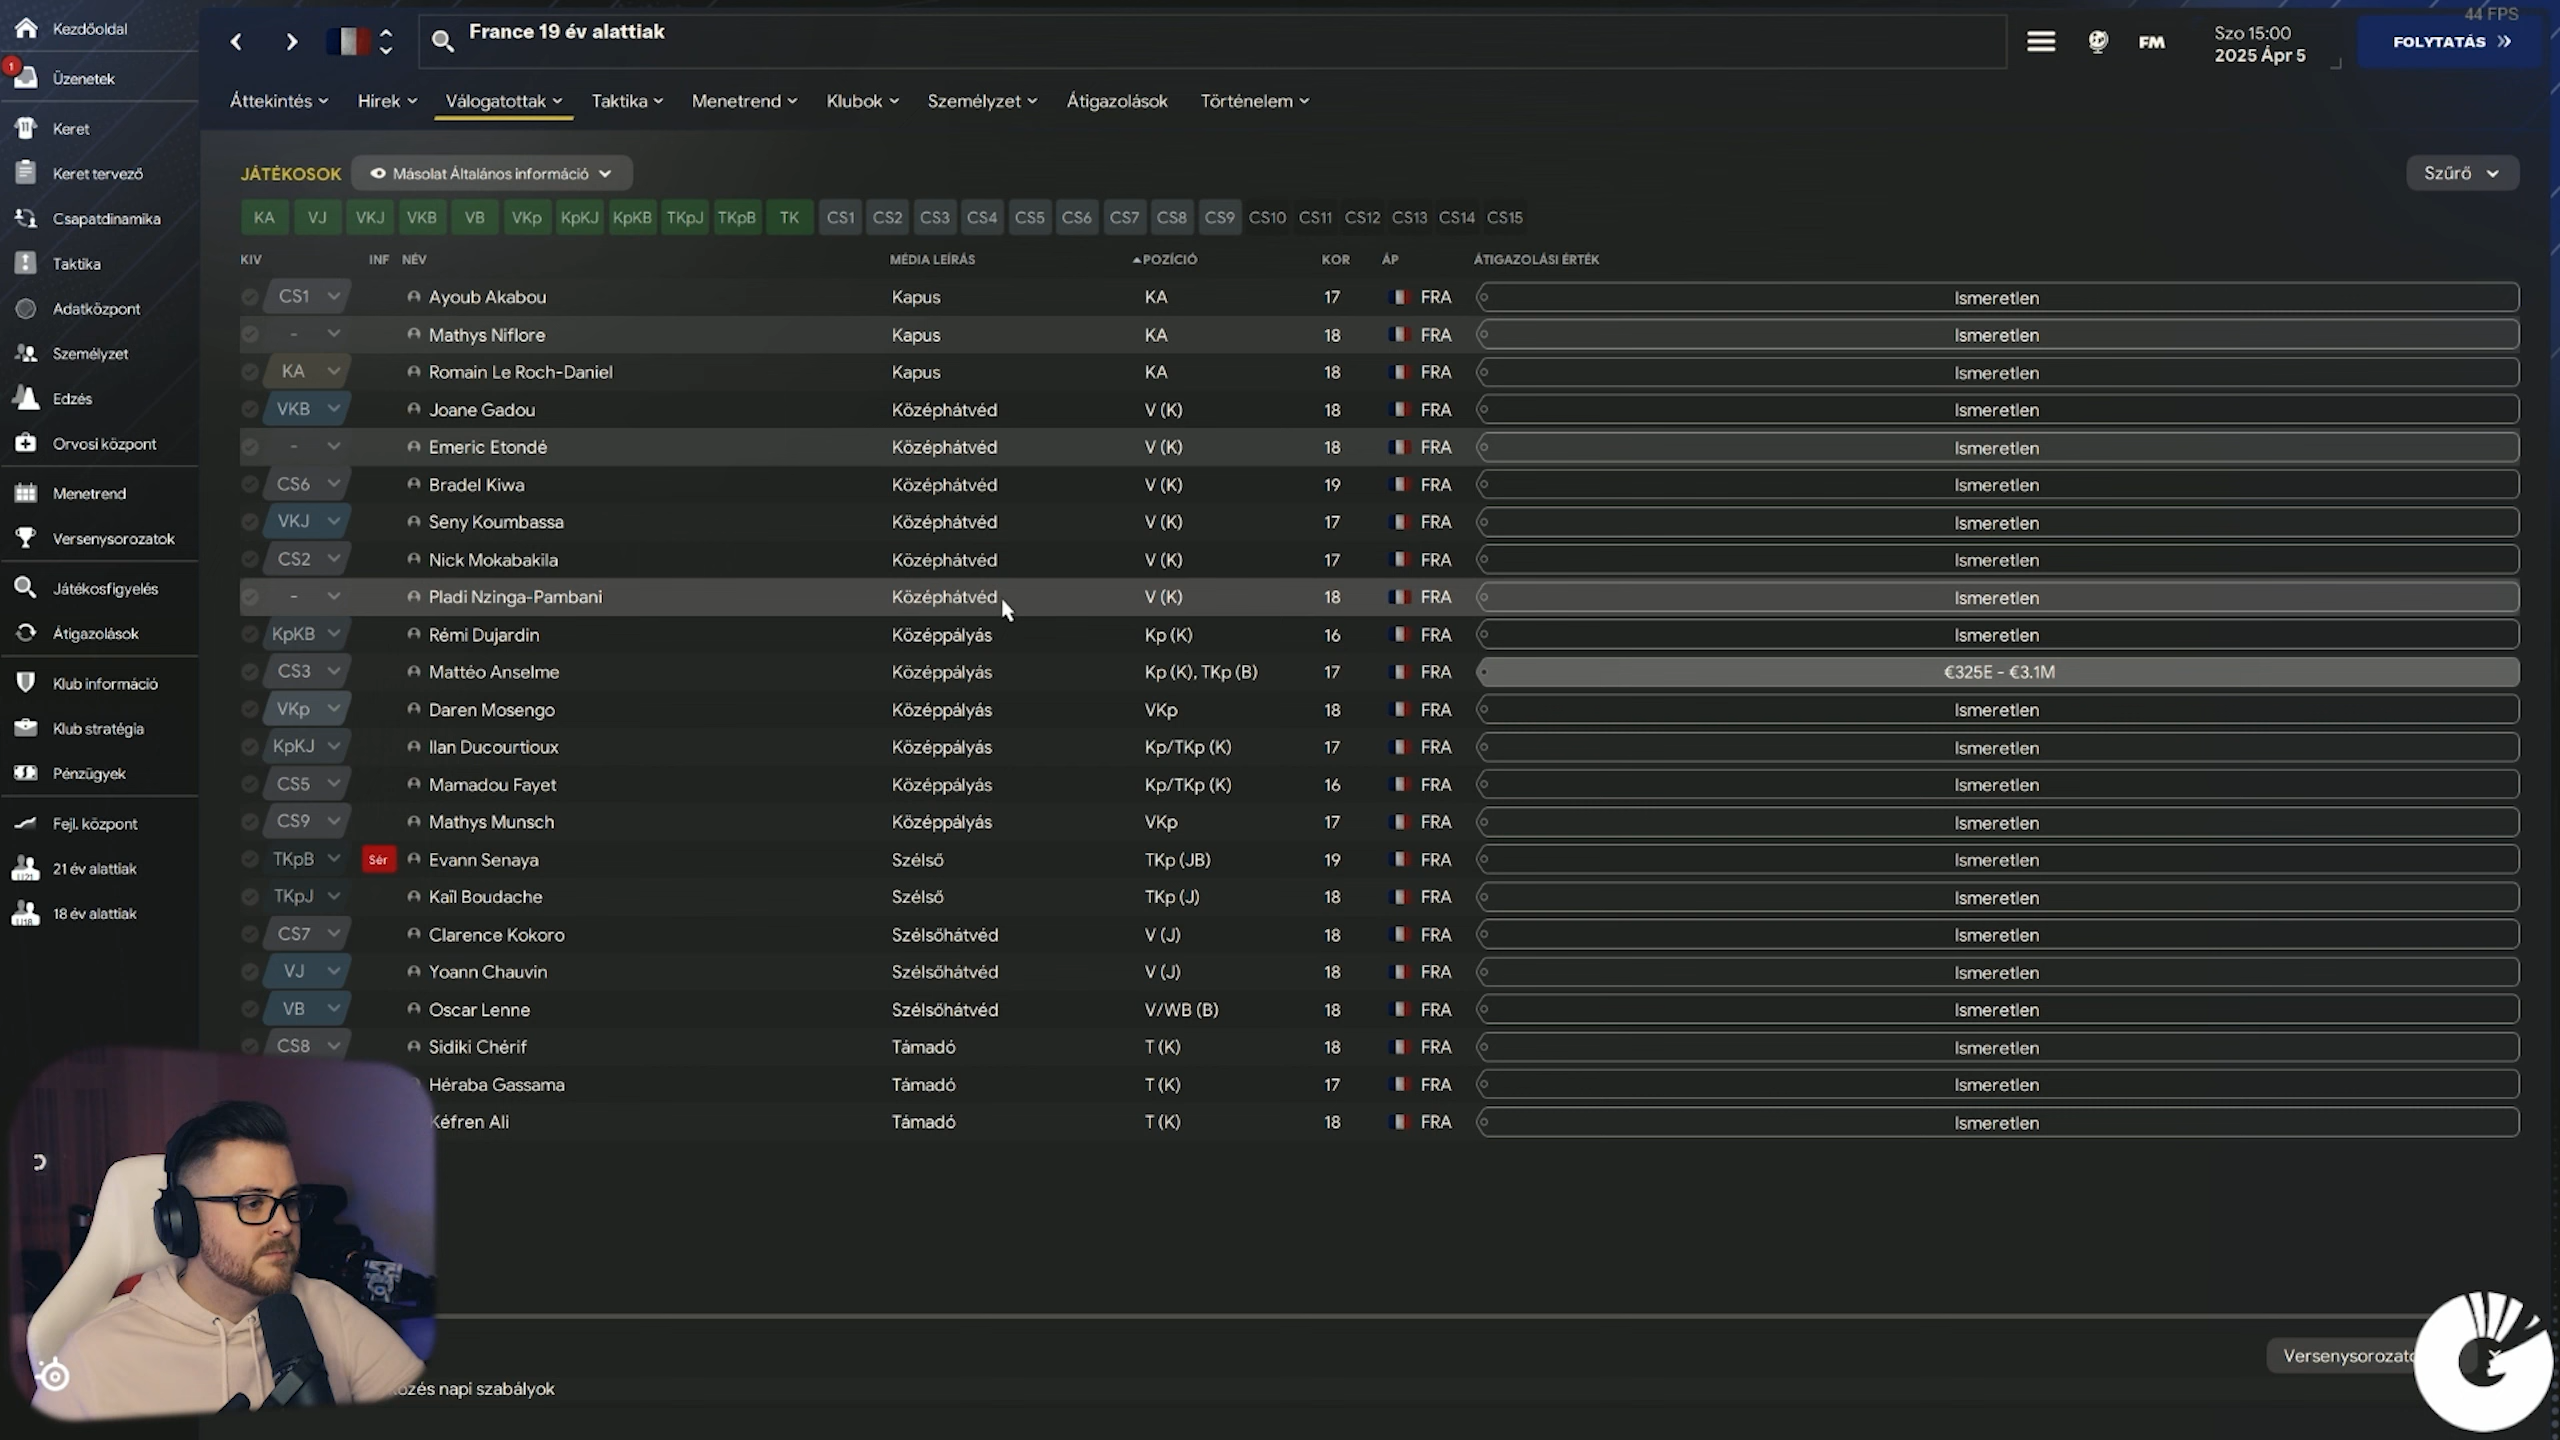 44 FPS
Kezdőoldal
1
Üzenetek
Keret
Keret tervező
Csapatdinamika
Taktika
Adatközpont
Személyzet
Edzés
Orvosi központ
Menetrend
Versenysorozatok
Játékosfigyelés
Átigazolások
Klub információ
Klub stratégia
Pénzügyek
Fejl. központ
21 év alattiak
18 év alattiak
France 19 év alattiak
FM
Szo 15:00
2025 Ápr 5
FOLYTATÁS
Áttekintés Hírek Válogatottak Taktika Menetrend Klubok Személyzet Átigazolások Történelem
JÁTÉKOSOK Másolat Általános információ Szűrő
KA VJ VKJ VKB VB VKp KpKJ KpKB TKpJ TKpB TK CS1 CS2 CS3 CS4 CS5 CS6 CS7 CS8 CS9 CS10 CS11 CS12 CS13 CS14 CS15
KIV INF NÉV MÉDIA LEÍRÁS POZÍCIÓ KOR ÁP ÁTIGAZOLÁSI ÉRTÉK
CS1 Ayoub Akabou Kapus KA 17 FRA Ismeretlen
- Mathys Niflore Kapus KA 18 FRA Ismeretlen
KA Romain Le Roch-Daniel Kapus KA 18 FRA Ismeretlen
VKB Joane Gadou Középhátvéd V (K) 18 FRA Ismeretlen
- Emeric Etondé Középhátvéd V (K) 18 FRA Ismeretlen
CS6 Bradel Kiwa Középhátvéd V (K) 19 FRA Ismeretlen
VKJ Seny Koumbassa Középhátvéd V (K) 17 FRA Ismeretlen
CS2 Nick Mokabakila Középhátvéd V (K) 17 FRA Ismeretlen
- Pladi Nzinga-Pambani Középhátvéd V (K) 18 FRA Ismeretlen
KpKB Rémi Dujardin Középpályás Kp (K) 16 FRA Ismeretlen
CS3 Mattéo Anselme Középpályás Kp (K), TKp (B) 17 FRA €325E - €3.1M
VKp Daren Mosengo Középpályás VKp 18 FRA Ismeretlen
KpKJ Ilan Ducourtioux Középpályás Kp/TKp (K) 17 FRA Ismeretlen
CS5 Mamadou Fayet Középpályás Kp/TKp (K) 16 FRA Ismeretlen
CS9 Mathys Munsch Középpályás VKp 17 FRA Ismeretlen
TKpB Sér Evann Senaya Szélső TKp (JB) 19 FRA Ismeretlen
TKpJ Kaïl Boudache Szélső TKp (J) 18 FRA Ismeretlen
CS7 Clarence Kokoro Szélsőhátvéd V (J) 18 FRA Ismeretlen
VJ Yoann Chauvin Szélsőhátvéd V (J) 18 FRA Ismeretlen
VB Oscar Lenne Szélsőhátvéd V/WB (B) 18 FRA Ismeretlen
CS8 Sidiki Chérif Támadó T (K) 18 FRA Ismeretlen
Héraba Gassama Támadó T (K) 17 FRA Ismeretlen
Kéfren Ali Támadó T (K) 18 FRA Ismeretlen
Versenysorozato
napi szabályok